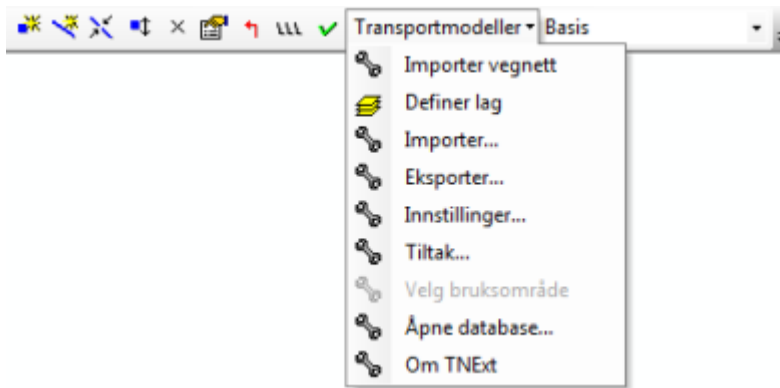 Transportmodeller Basis
Importer vegnett
Definer lag
Importer...
Eksporter...
Innstillinger...
Tiltak...
Velg bruksområde
Åpne database...
Om TNExt